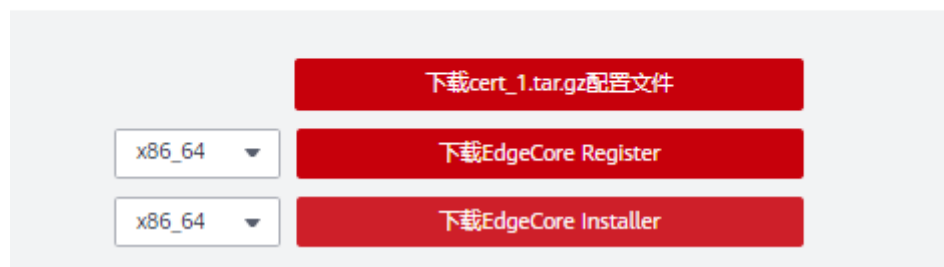 下载cert_1.tar.gz配置文件
x86_64 下载EdgeCore Register
x86_64 下载EdgeCore Installer